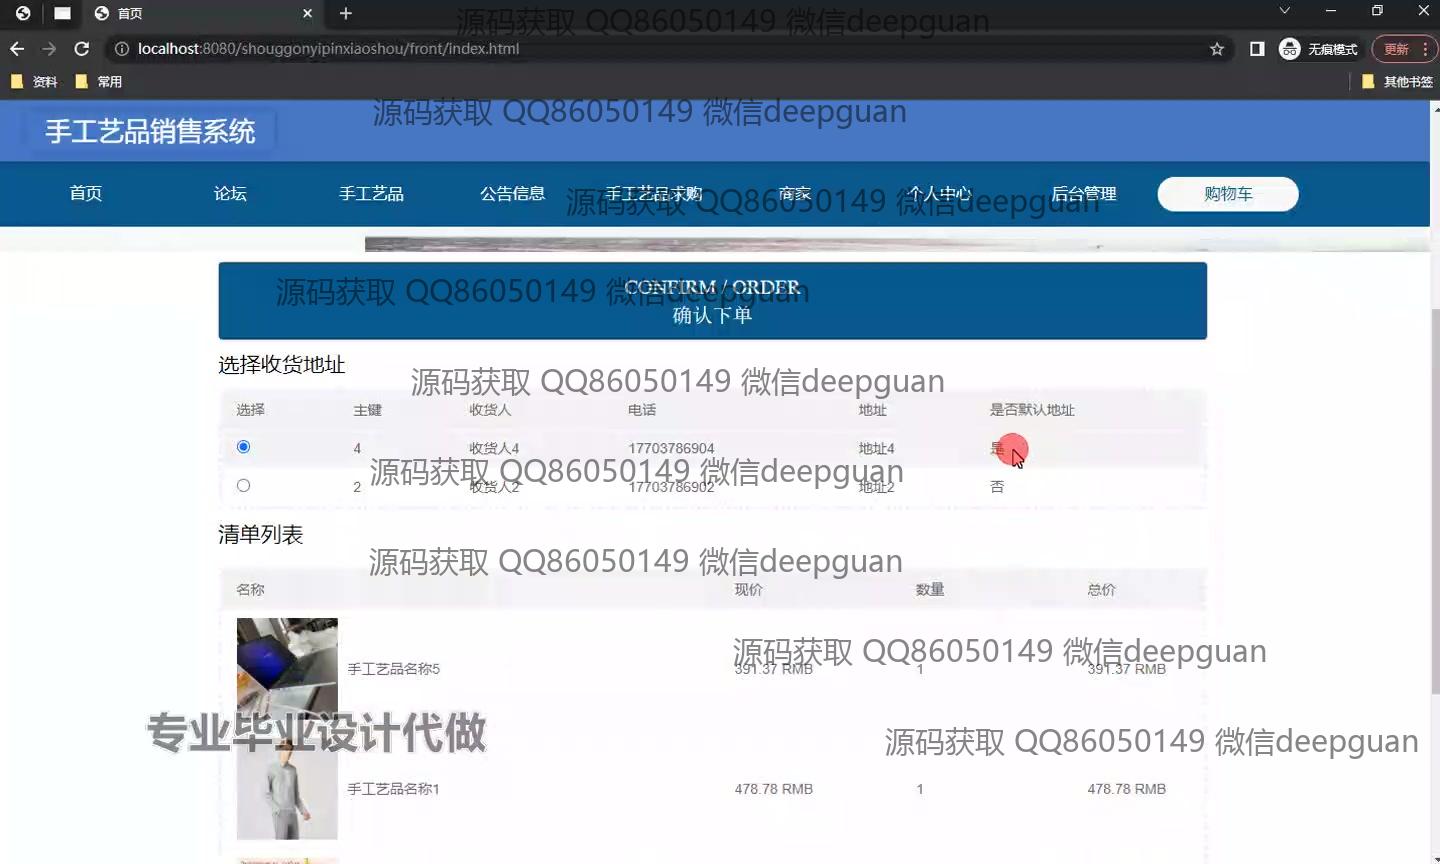 首页
localhost:8080/shouggonyipinxiaoshou/front/index.html
无痕模式
更新
资料 常用 其他书签
源码获取 QQ86050149 微信deepguan
手工艺品销售系统
源码获取 QQ86050149 微信deepguan
首页 论坛 手工艺品 公告信息 手工艺品求购 商家 个人中心 后台管理 购物车
源码获取 QQ86050149 微信deepguan
CONFIRM / ORDER
源码获取 QQ86050149 微信deepguan
确认下单
选择收货地址
源码获取 QQ86050149 微信deepguan
选择 主键 收货人 电话 地址 是否默认地址
4 收货人4 17703786904 地址4 是
源码获取 QQ86050149 微信deepguan
2 收货人2 17703786902 地址2 否
清单列表
源码获取 QQ86050149 微信deepguan
名称 现价 数量 总价
源码获取 QQ86050149 微信deepguan
手工艺品名称5 391.37 RMB 1 391.37 RMB
专业毕业设计代做
源码获取 QQ86050149 微信deepguan
手工艺品名称1 478.78 RMB 1 478.78 RMB